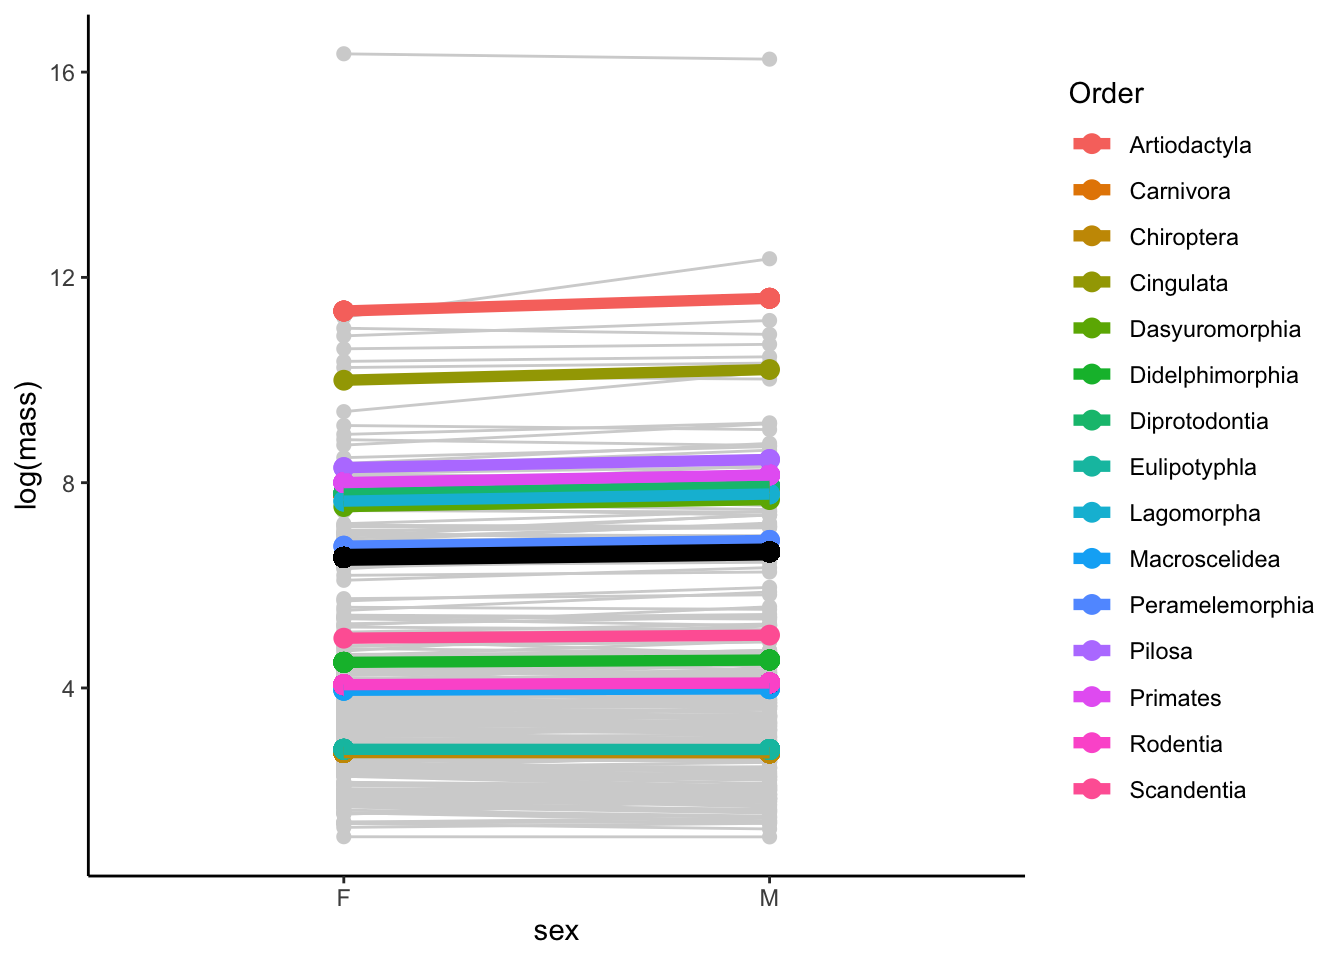 16
12
8
4
log(mass)
F
M
sex
Order
Artiodactyla
Carnivora
Chiroptera
Cingulata
Dasyuromorphia
Didelphimorphia
Diprotodontia
Eulipotyphla
Lagomorpha
Macroscelidea
Peramelemorphia
Pilosa
Primates
Rodentia
Scandentia